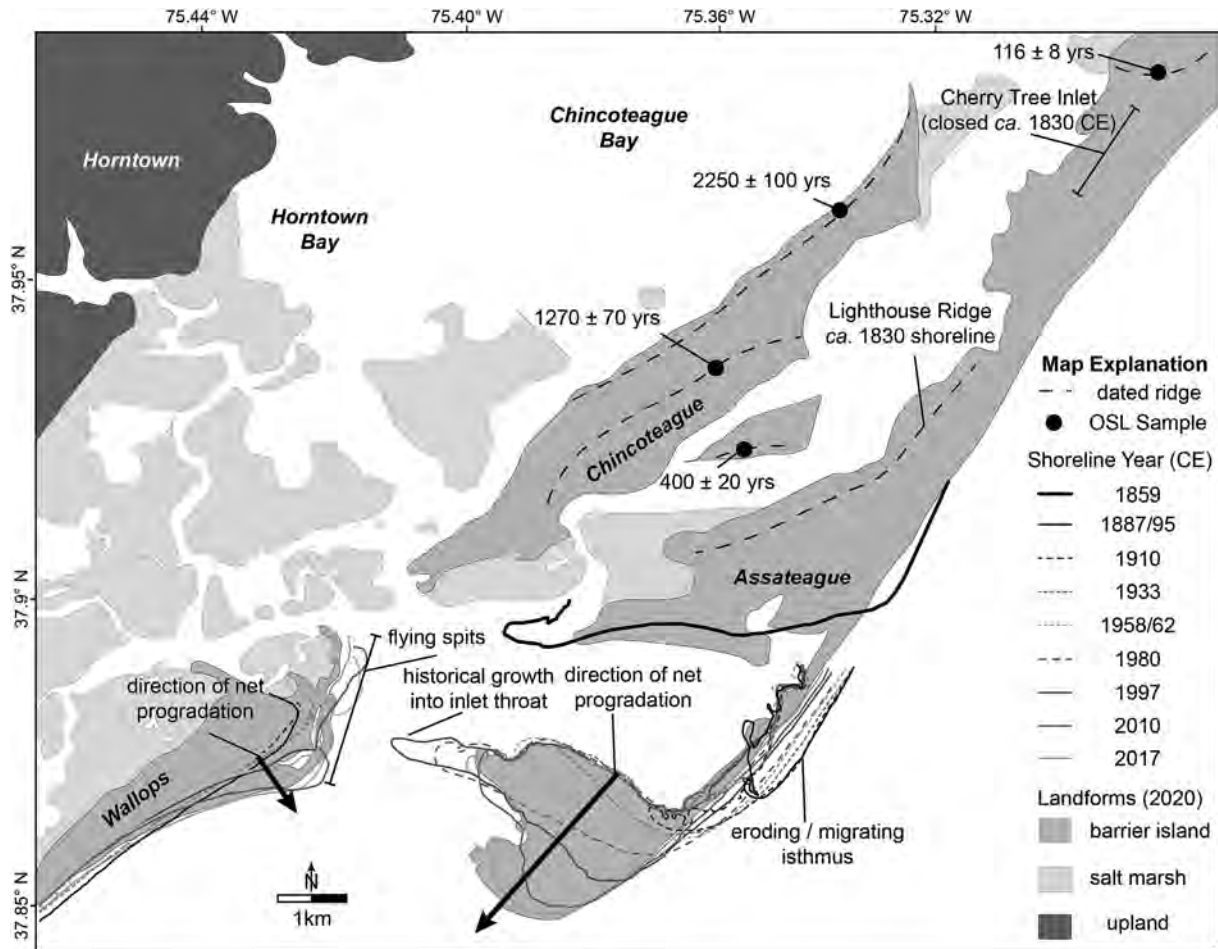 75.44° W
75.40° W
75.36° W
75.32° W
116 ± 8 yrs
Cherry Tree Inlet
(closed ca. 1830 CE)
Chincoteague
Bay
Horntown
2250 ± 100 yrs
Horntown
Bay
37.95° N
1270 ± 70 yrs
Lighthouse Ridge
ca. 1830 shoreline
Chincoteague
400 ± 20 yrs
Map Explanation
dated ridge
OSL Sample
Shoreline Year (CE)
1859
1887/95
1910
1933
1958/62
1980
1997
2010
2017
Landforms (2020)
barrier island
salt marsh
upland
37.9° N
Assateague
flying spits
direction of net
progradation
historical growth
into inlet throat
direction of net
progradation
Wallops
eroding / migrating
isthmus
N
1km
37.85° N